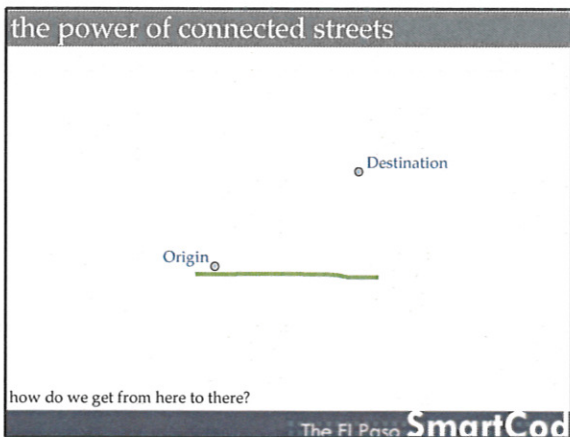 the power of connected streets
Destination
Origin
how do we get from here to there?
The El Paso SmartCod